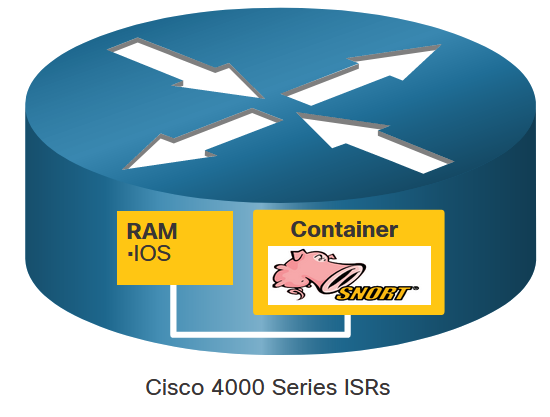 RAM
·IOS
Container
SNORT®
Cisco 4000 Series ISRs